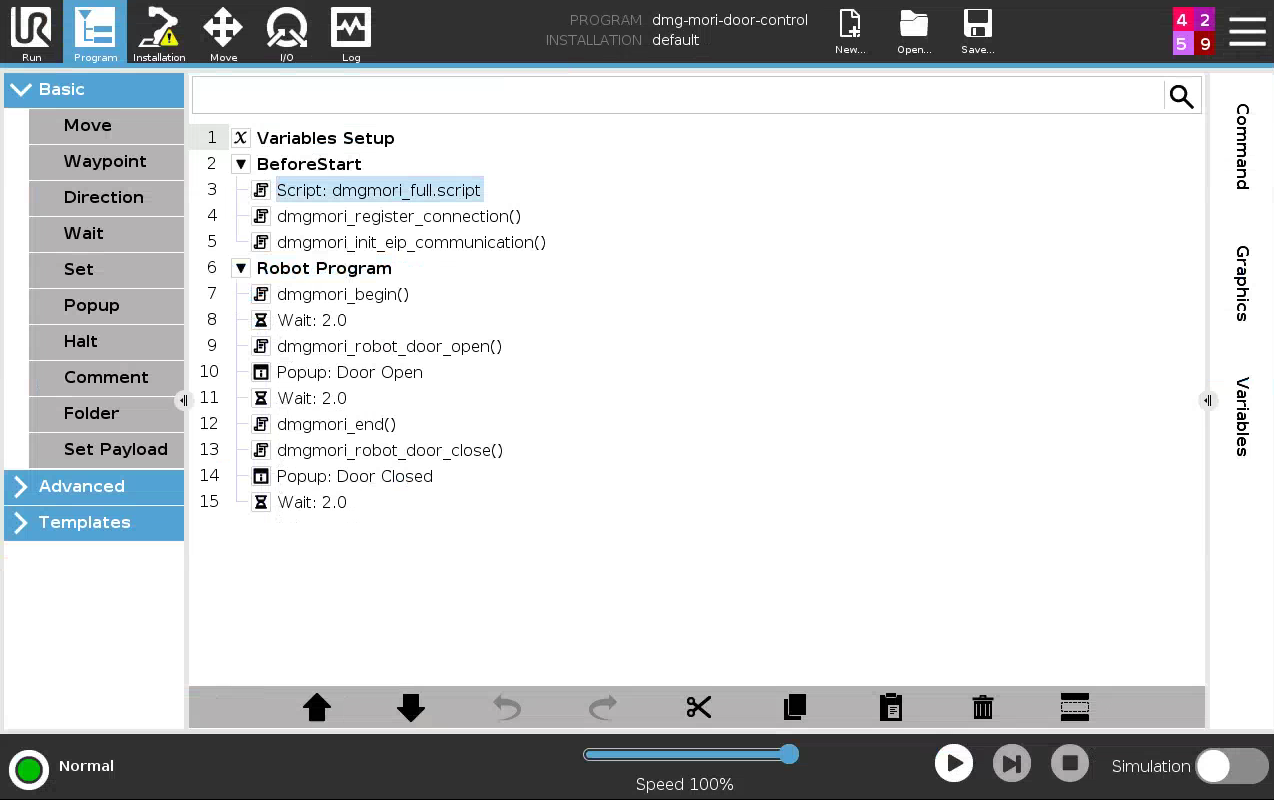 UR
Run
Program
Installation
Move
I/O
Log
PROGRAM dmg-mori-door-control
INSTALLATION default
New...
Open...
Save...
4 2
5 9
Basic
Move
Waypoint
Direction
Wait
Set
Popup
Halt
Comment
Folder
Set Payload
Advanced
Templates
1 X Variables Setup
2 BeforeStart
3 Script: dmgmori_full.script
4 dmgmori_register_connection()
5 dmgmori_init_eip_communication()
6 Robot Program
7 dmgmori_begin()
8 Wait: 2.0
9 dmgmori_robot_door_open()
10 Popup: Door Open
11 Wait: 2.0
12 dmgmori_end()
13 dmgmori_robot_door_close()
14 Popup: Door Closed
15 Wait: 2.0
Command
Graphics
Variables
Normal
Speed 100%
Simulation